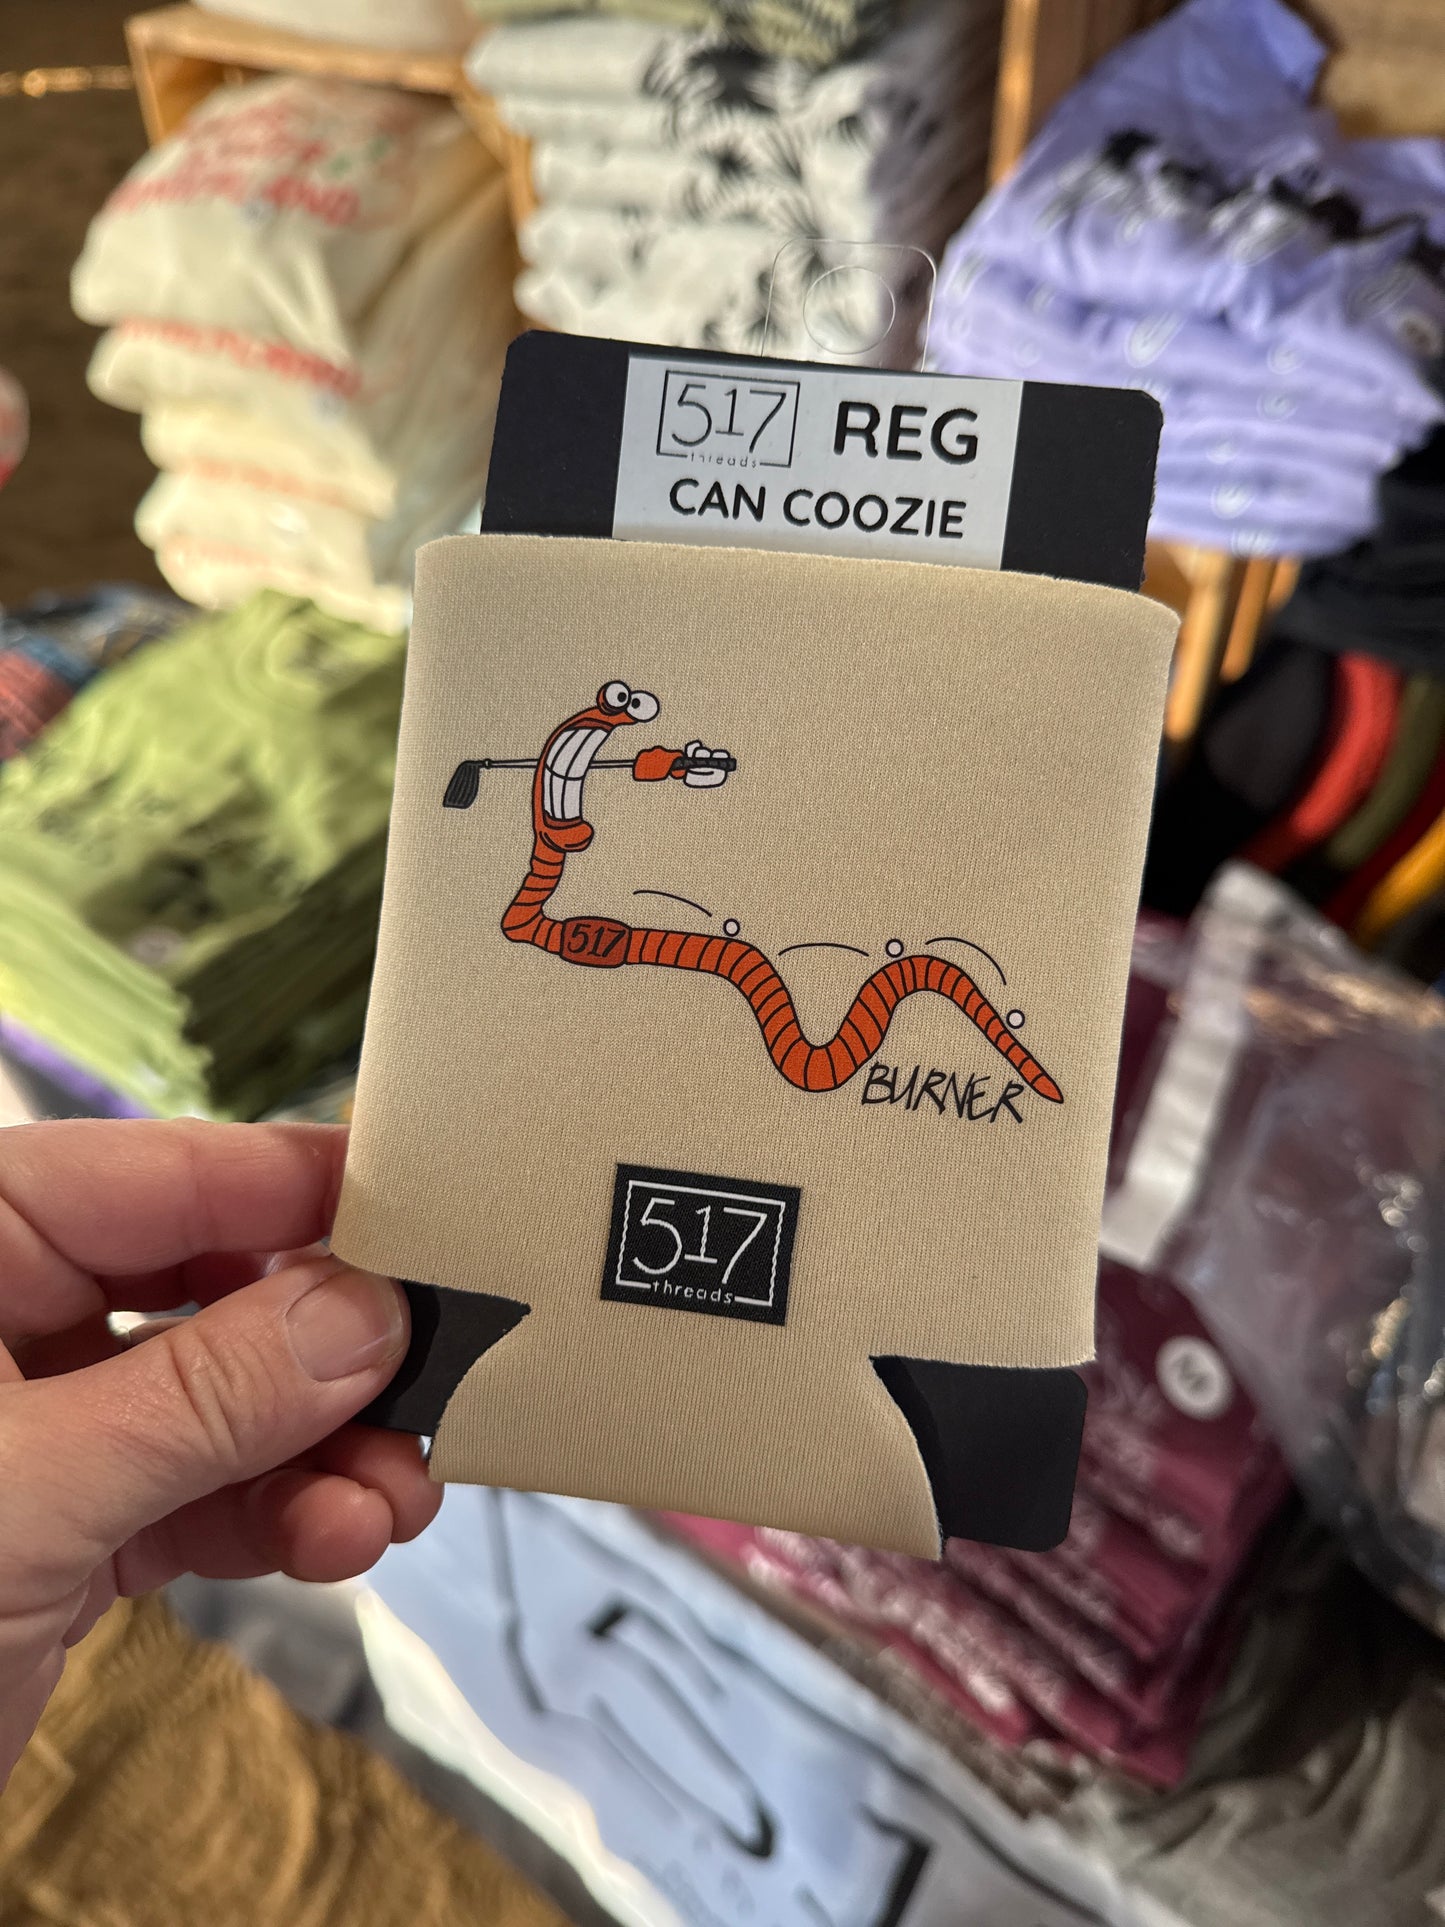 517 REG
threads
CAN COOZIE
517
BURNER
517
threads
M